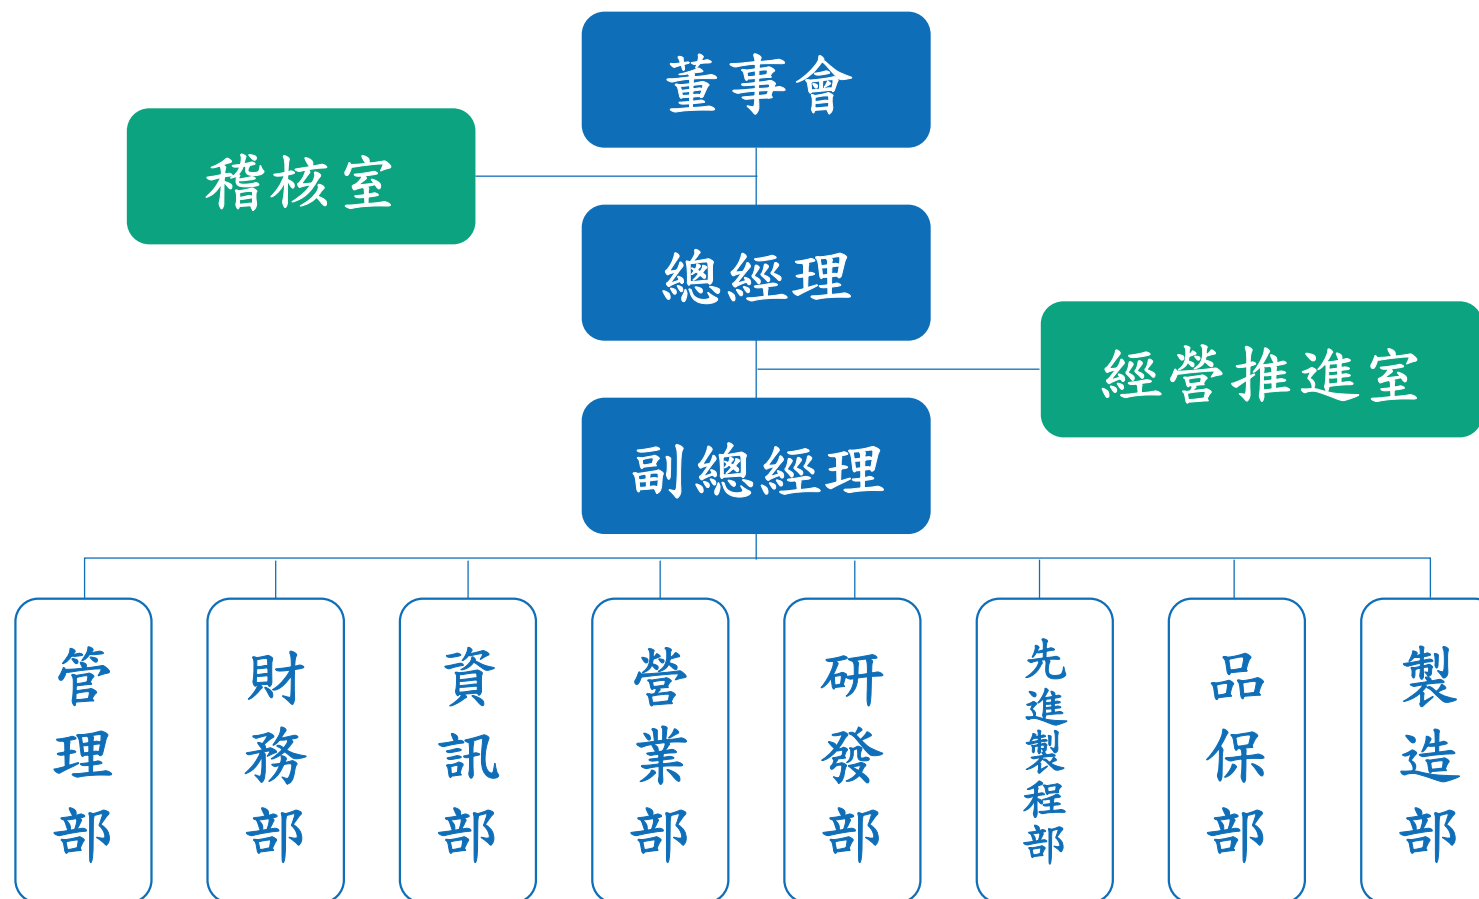 董事會
稽核室
總經理
經營推進室
副總經理
管理部
財務部
資訊部
營業部
研發部
先進製程部
品保部
製造部